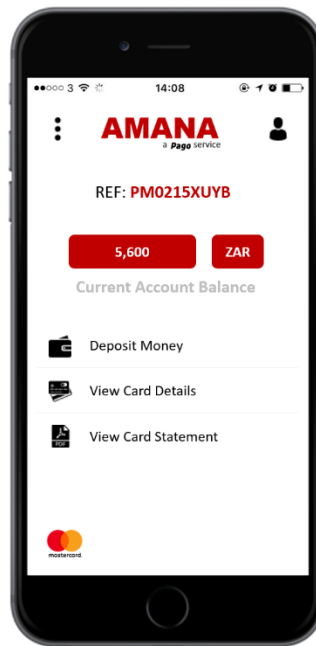 3 14:08
AMANA
a Pago service
REF: PM0215XUYB
5,600 ZAR
Current Account Balance
Deposit Money
View Card Details
PDF View Card Statement
mastercard.